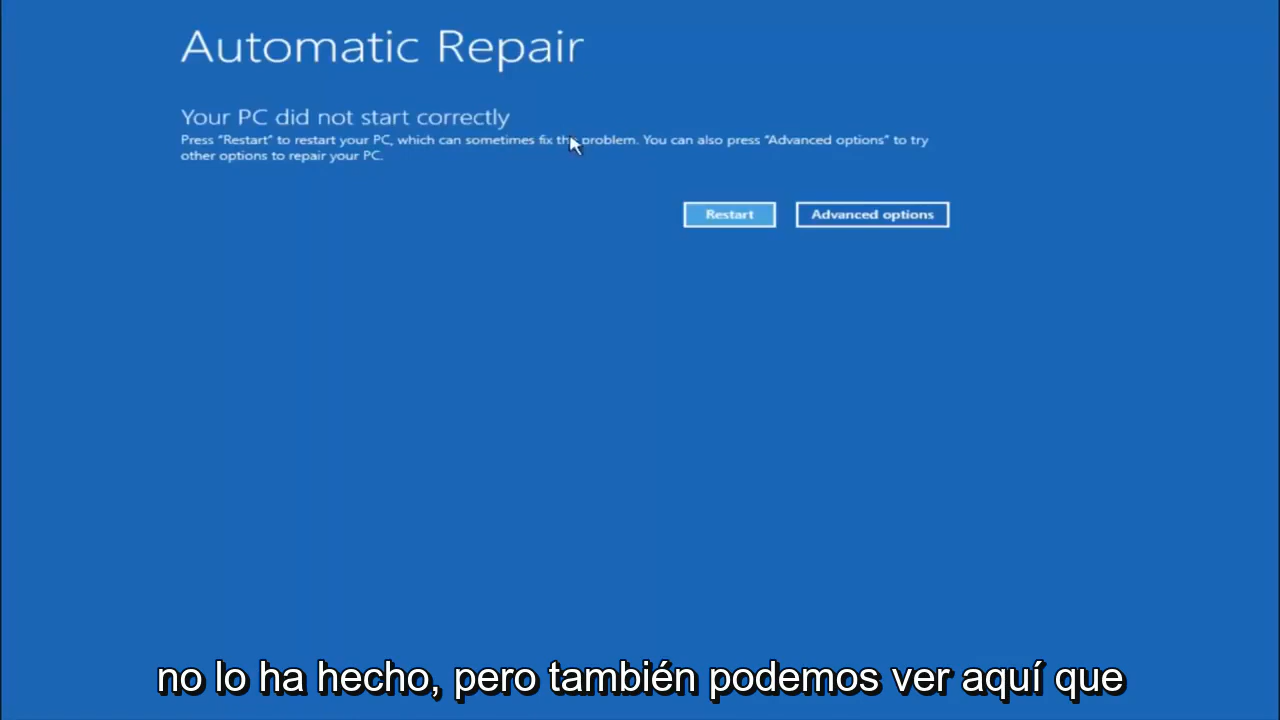 Automatic Repair
Your PC did not start correctly
Press "Restart" to restart your PC, which can sometimes fix the problem. You can also press "Advanced options" to try
other options to repair your PC.
Restart Advanced options
no lo ha hecho, pero también podemos ver aquí que